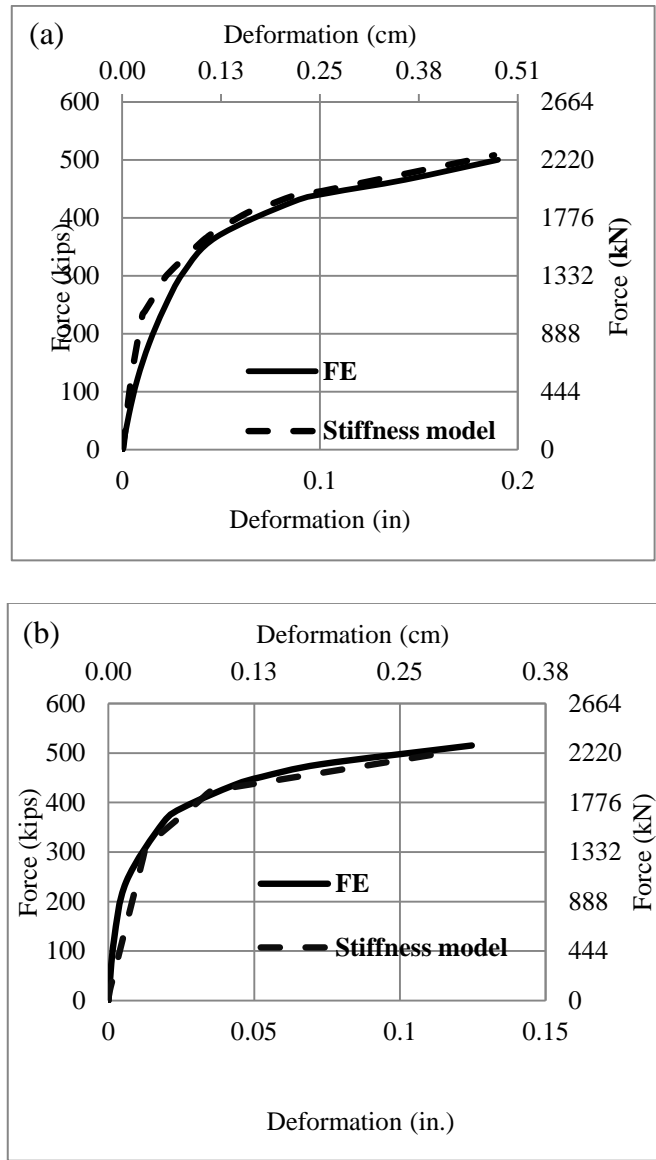 (a)
Deformation (cm)
0.00 0.13 0.25 0.38 0.51
600 2664
500 2220
400 1776
300 1332
200 888
100 444
0 0
Force (kips)
Force (kN)
FE
Stiffness model
0 0.1 0.2
Deformation (in)
(b)
Deformation (cm)
0.00 0.13 0.25 0.38
600 2664
500 2220
400 1776
300 1332
200 888
100 444
0 0
Force (kips)
Force (kN)
FE
Stiffness model
0 0.05 0.1 0.15
Deformation (in.)